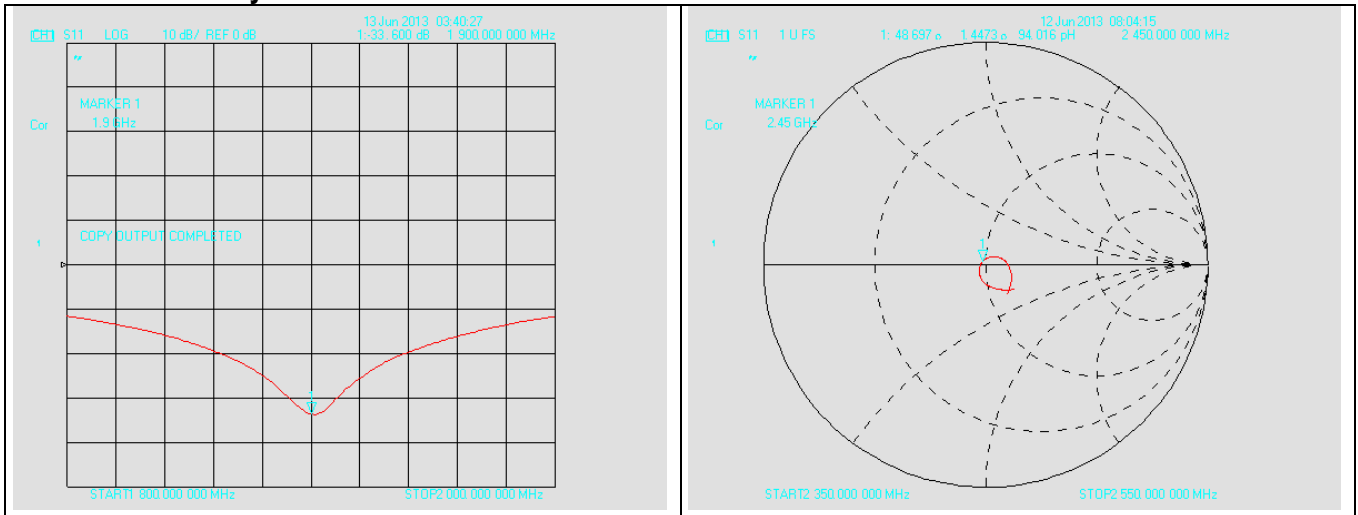 13 Jun 2013 03:40:27
CH1 S11 LOG 10 dB/ REF 0 dB 1:-33. 600 dB 1 900.000 000 MHz
MARKER 1
Cor 1.9 GHz
1 COPY OUTPUT COMPLETED
1
START1 800 000 000 MHz STOP2 000. 000 000 MHz
12 Jun 2013 08:04:15
CH1 S11 1 U FS 1: 48 697 Ω 1.4473 Ω 94 016 pH 2 450.000 000 MHz
MARKER 1
Cor 2.45 GHz
1
1
START2 350.000 000 MHz STOP2 550. 000 000 MHz